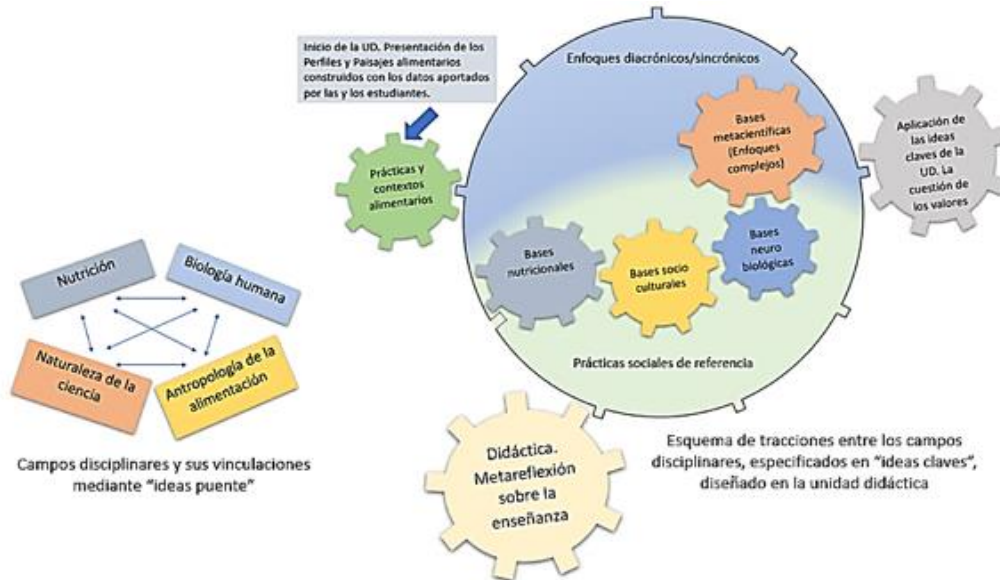 Inicio de la UD. Presentación de los
Perfiles y Paisajes alimentarios
construidos con los datos aportados
por las y los estudiantes.
Prácticas y
contextos
alimentarios
Enfoques diacrónicos/sincrónicos
Bases
metacientíficas
(Enfoques
complejos)
Aplicación de
las ideas
claves de la
UD. La
cuestión de
los valores
Bases
nutricionales
Bases socio
culturales
Bases
neuro
biológicas
Prácticas sociales de referencia
Nutrición
Biología humana
Naturaleza de la
ciencia
Antropología de la
alimentación
Campos disciplinares y sus vinculaciones
mediante “ideas puente”
Didáctica.
Metareflexión
sobre la
enseñanza
Esquema de tracciones entre los campos
disciplinares, especificados en “ideas claves”,
diseñado en la unidad didáctica